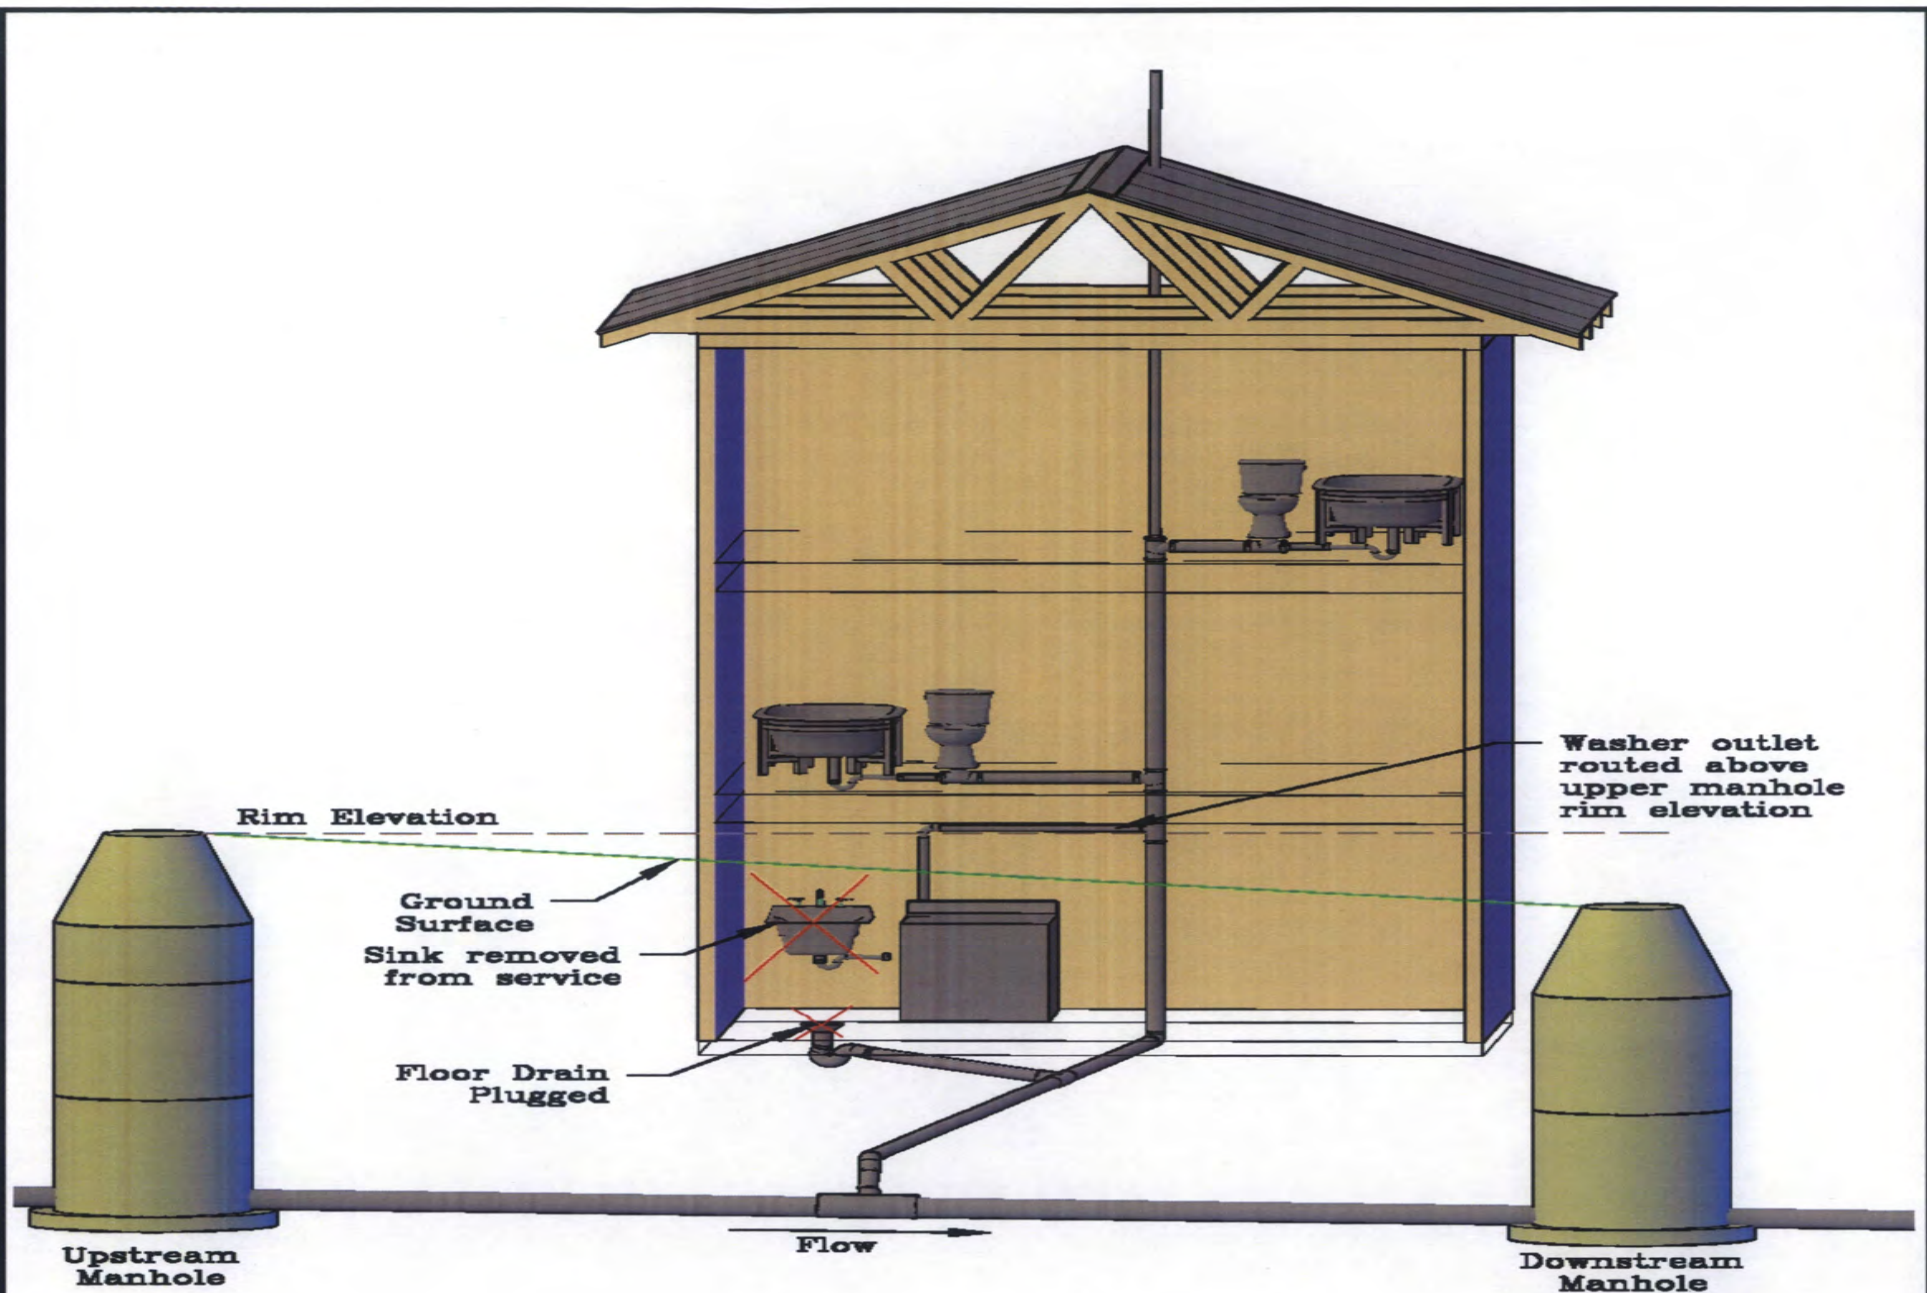 Rim Elevation
Washer outlet
routed above
upper manhole
rim elevation
Ground
Surface
Sink removed
from service
Floor Drain
Plugged
Flow
Upstream
Manhole
Downstream
Manhole